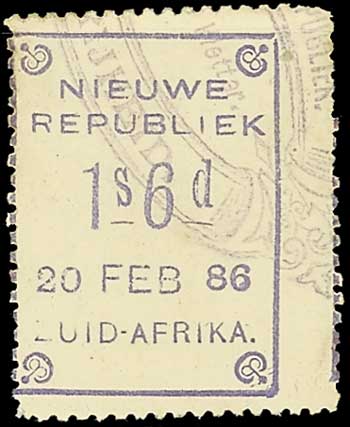 NIEUWE
REPUBLIEK
1s6d
20 FEB 86
ZUID-AFRIKA.